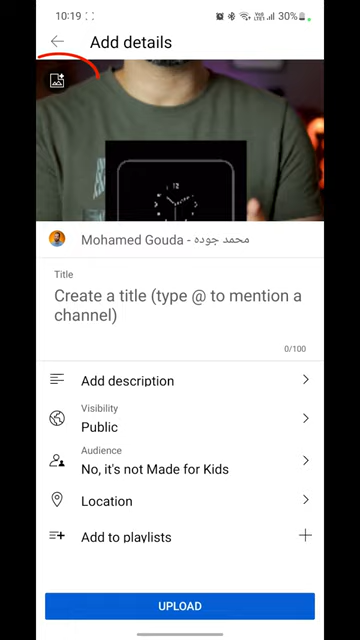 10:19 30%
Add details
12
Mohamed Gouda - محمد جوده
Title
Create a title (type @ to mention a
channel)
0/100
Add description
Visibility
Public
Audience
No, it's not Made for Kids
Location
Add to playlists
UPLOAD